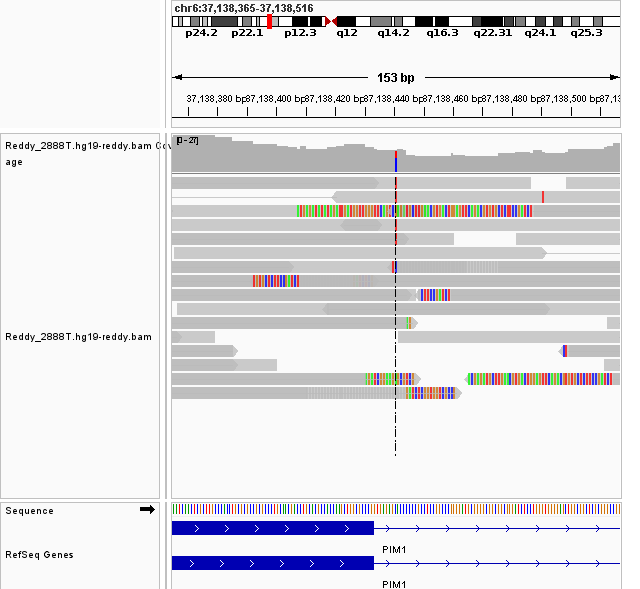 chr6:37,138,365-37,138,516
p24.2 p22.1 p12.3 q12 q14.2 q16.3 q22.31 q24.1 q25.3
153 bp
37,138,380 bp 37,138,400 bp 37,138,420 bp 37,138,440 bp 37,138,460 bp 37,138,480 bp 37,138,500 bp
Reddy_2888T.hg19-reddy.bam Cov
age
[0 - 27]
Reddy_2888T.hg19-reddy.bam
Sequence
PIM1
RefSeq Genes
PIM1